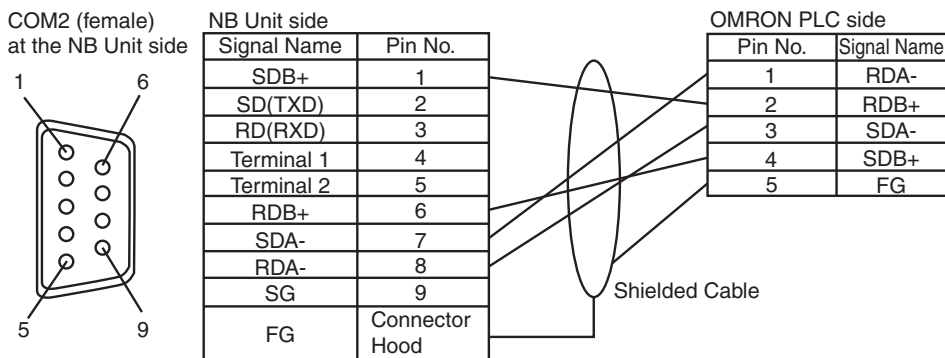 COM2 (female)
at the NB Unit side
1
6
5
9
NB Unit side
Signal Name Pin No.
SDB+ 1
SD(TXD) 2
RD(RXD) 3
Terminal 1 4
Terminal 2 5
RDB+ 6
SDA- 7
RDA- 8
SG 9
FG Connector
Hood
Shielded Cable
OMRON PLC side
Pin No. Signal Name
1 RDA-
2 RDB+
3 SDA-
4 SDB+
5 FG